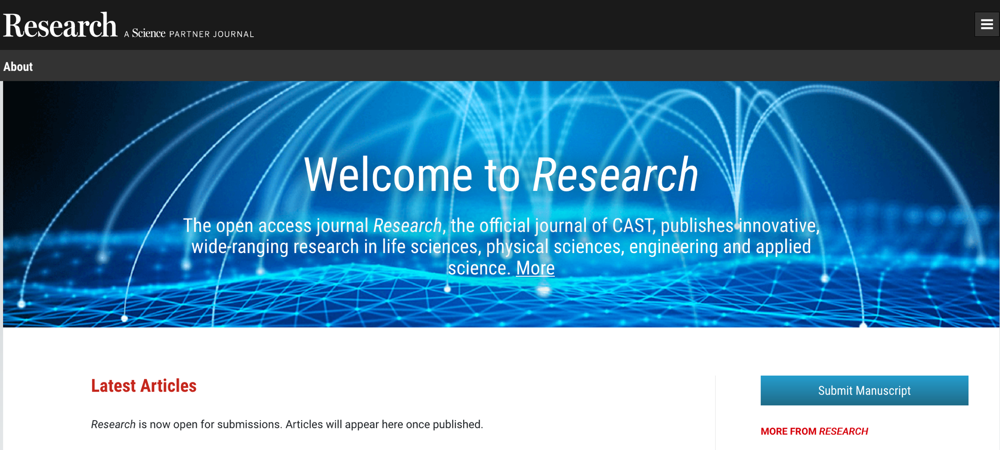 Research A Science PARTNER JOURNAL
About
Welcome to Research
The open access journal Research, the official journal of CAST, publishes innovative,
wide-ranging research in life sciences, physical sciences, engineering and applied
science. More
Latest Articles
Research is now open for submissions. Articles will appear here once published.
Submit Manuscript
MORE FROM RESEARCH